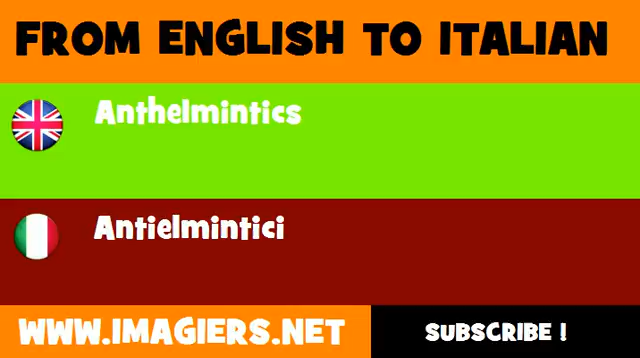 FROM ENGLISH TO ITALIAN
Anthelmintics
Antielmintici
WWW.IMAGIERS.NET
SUBSCRIBE !